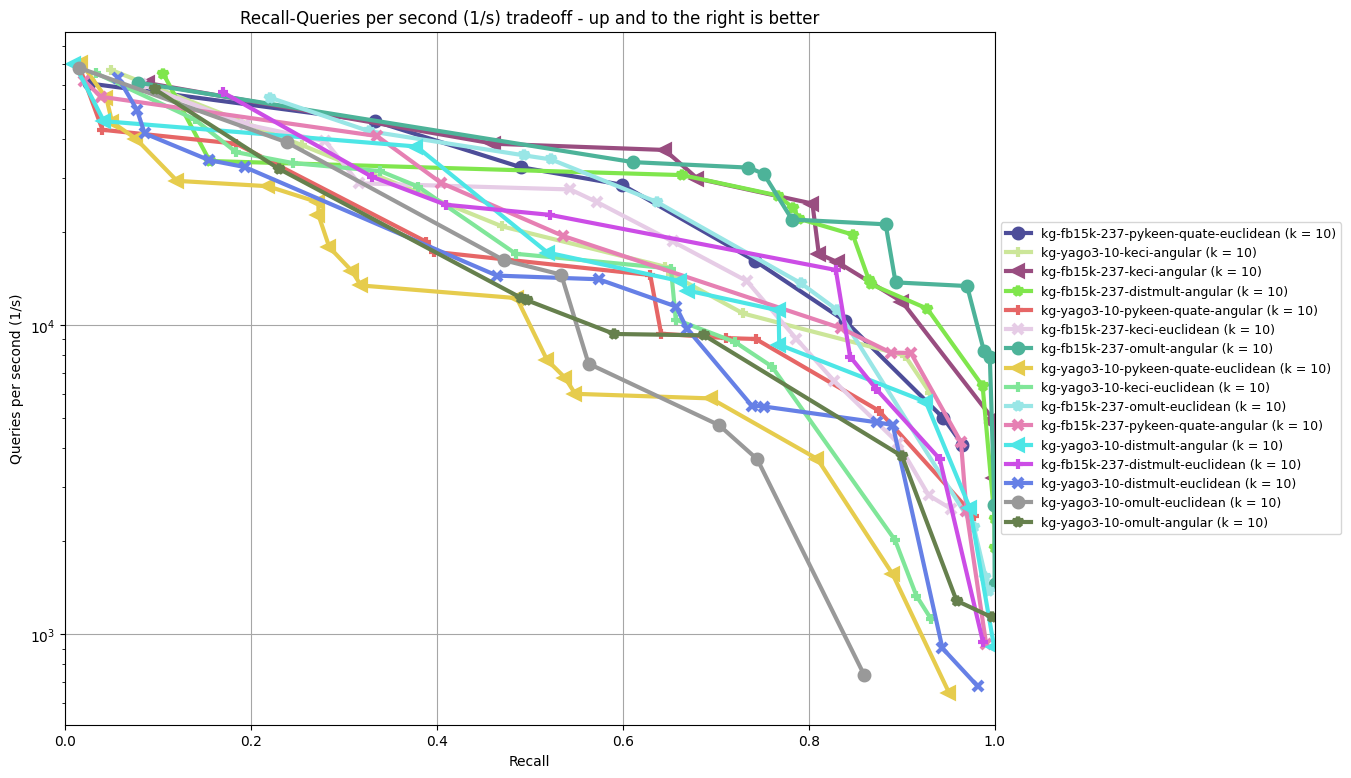 Recall-Queries per second (1/s) tradeoff - up and to the right is better
Queries per second (1/s)
10^4
10^3
0.0 0.2 0.4 0.6 0.8 1.0
Recall
kg-fb15k-237-pykeen-quate-euclidean (k = 10)
kg-yago3-10-keci-angular (k = 10)
kg-fb15k-237-keci-angular (k = 10)
kg-fb15k-237-distmult-angular (k = 10)
kg-yago3-10-pykeen-quate-angular (k = 10)
kg-fb15k-237-keci-euclidean (k = 10)
kg-fb15k-237-omult-angular (k = 10)
kg-yago3-10-pykeen-quate-euclidean (k = 10)
kg-yago3-10-keci-euclidean (k = 10)
kg-fb15k-237-omult-euclidean (k = 10)
kg-fb15k-237-pykeen-quate-angular (k = 10)
kg-yago3-10-distmult-angular (k = 10)
kg-fb15k-237-distmult-euclidean (k = 10)
kg-yago3-10-distmult-euclidean (k = 10)
kg-yago3-10-omult-euclidean (k = 10)
kg-yago3-10-omult-angular (k = 10)